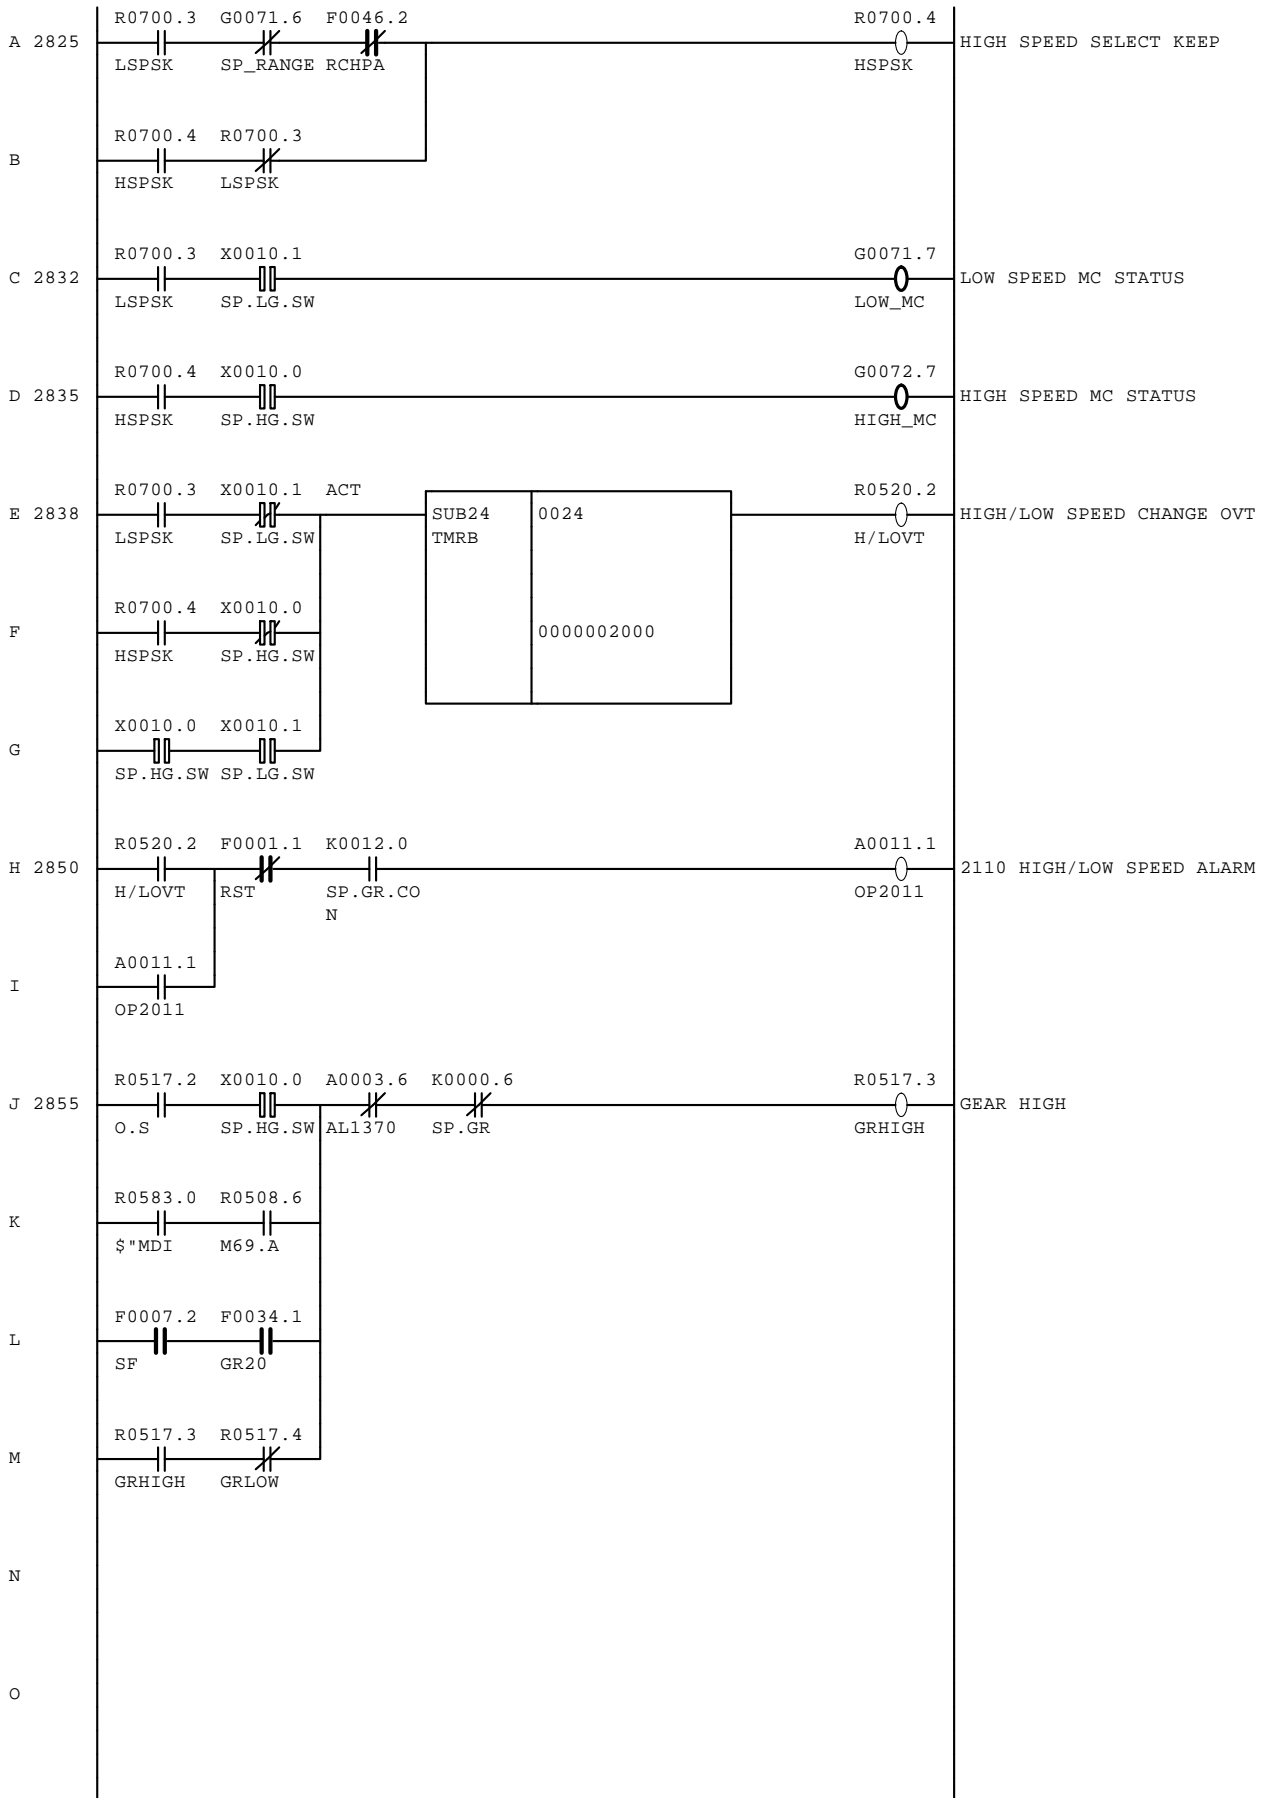 R0700.3 G0071.6 F0046.2 R0700.4
A 2825 HIGH SPEED SELECT KEEP
LSPSK SP_RANGE RCHPA HSPSK
R0700.4 R0700.3
B
HSPSK LSPSK
R0700.3 X0010.1 G0071.7
C 2832 LOW SPEED MC STATUS
LSPSK SP.LG.SW LOW_MC
R0700.4 X0010.0 G0072.7
D 2835 HIGH SPEED MC STATUS
HSPSK SP.HG.SW HIGH_MC
R0700.3 X0010.1 ACT R0520.2
E 2838 SUB24 0024 HIGH/LOW SPEED CHANGE OVT
LSPSK SP.LG.SW TMRB H/LOVT
R0700.4 X0010.0
F 0000002000
HSPSK SP.HG.SW
X0010.0 X0010.1
G
SP.HG.SW SP.LG.SW
R0520.2 F0001.1 K0012.0 A0011.1
H 2850 2110 HIGH/LOW SPEED ALARM
H/LOVT RST SP.GR.CO OP2011
N
A0011.1
I
OP2011
R0517.2 X0010.0 A0003.6 K0000.6 R0517.3
J 2855 GEAR HIGH
O.S SP.HG.SW AL1370 SP.GR GRHIGH
R0583.0 R0508.6
K
$"MDI M69.A
F0007.2 F0034.1
L
SF GR20
R0517.3 R0517.4
M
GRHIGH GRLOW
N
O